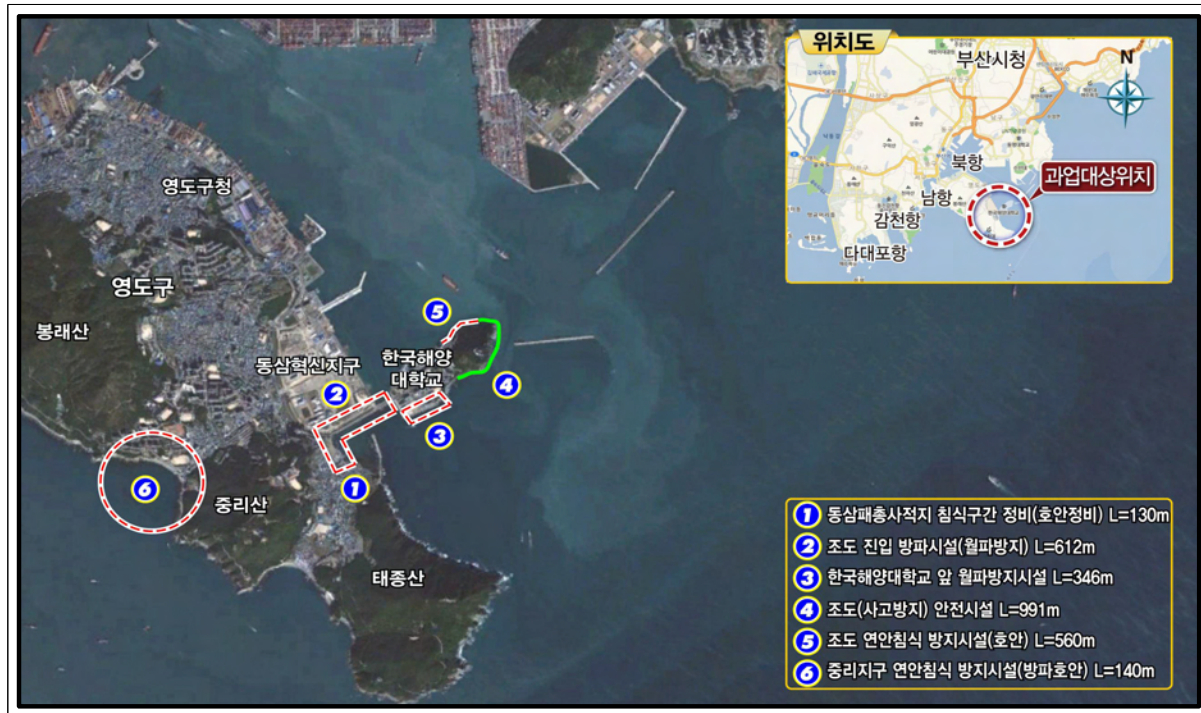 위치도
부산시청
N
북항
과업대상위치
남항
감천항
다대포항
영도구청
영도구
봉래산
동삼혁신지구
한국해양
대학교
5
4
2
3
1
6
중리산
태종산
1 동삼패총사적지 침식구간 정비(호안정비) L=130m
2 조도 진입 방파시설(월파방지) L=612m
3 한국해양대학교 앞 월파방지시설 L=346m
4 조도(사고방지) 안전시설 L=991m
5 조도 연안침식 방지시설(호안) L=560m
6 중리지구 연안침식 방지시설(방파호안) L=140m